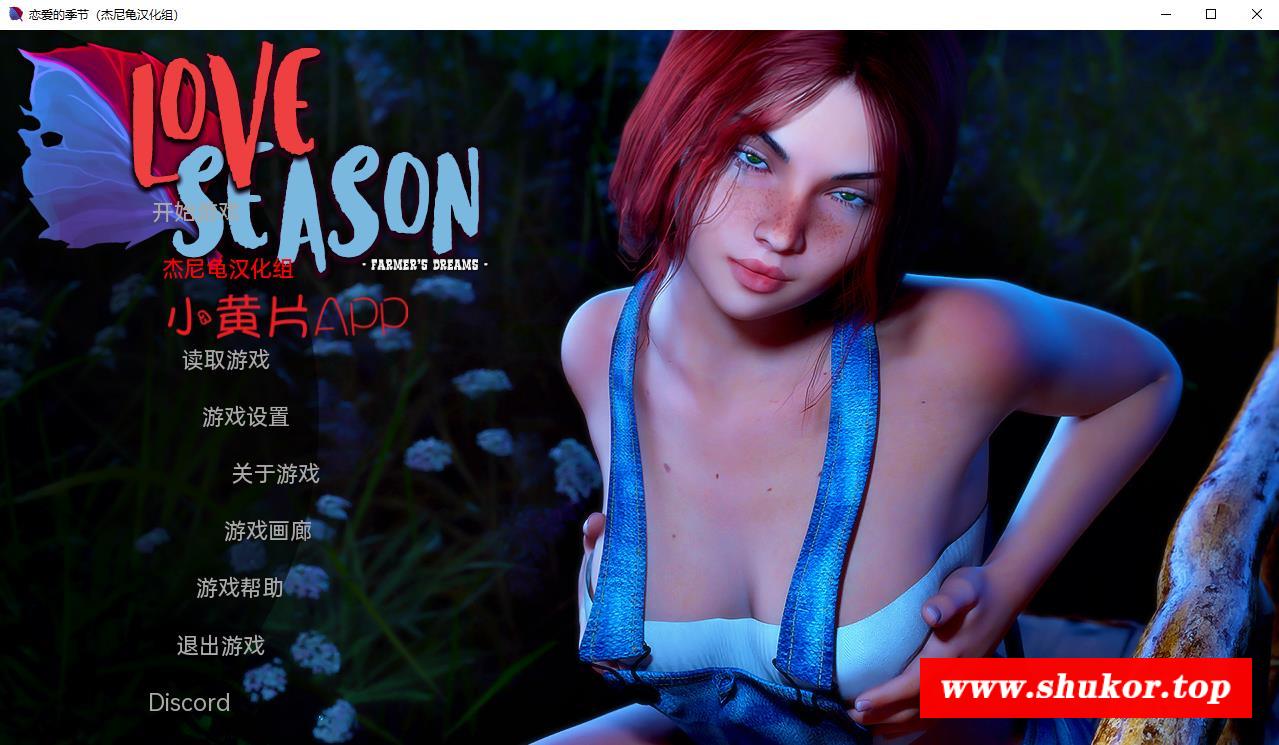 恋爱的季节（杰尼龟汉化组）
LOVE
SEASON
- FARMER'S DREAMS -
开始游戏
杰尼龟汉化组
小黄片APP
读取游戏
游戏设置
关于游戏
游戏画廊
游戏帮助
退出游戏
Discord
www.shukor.top